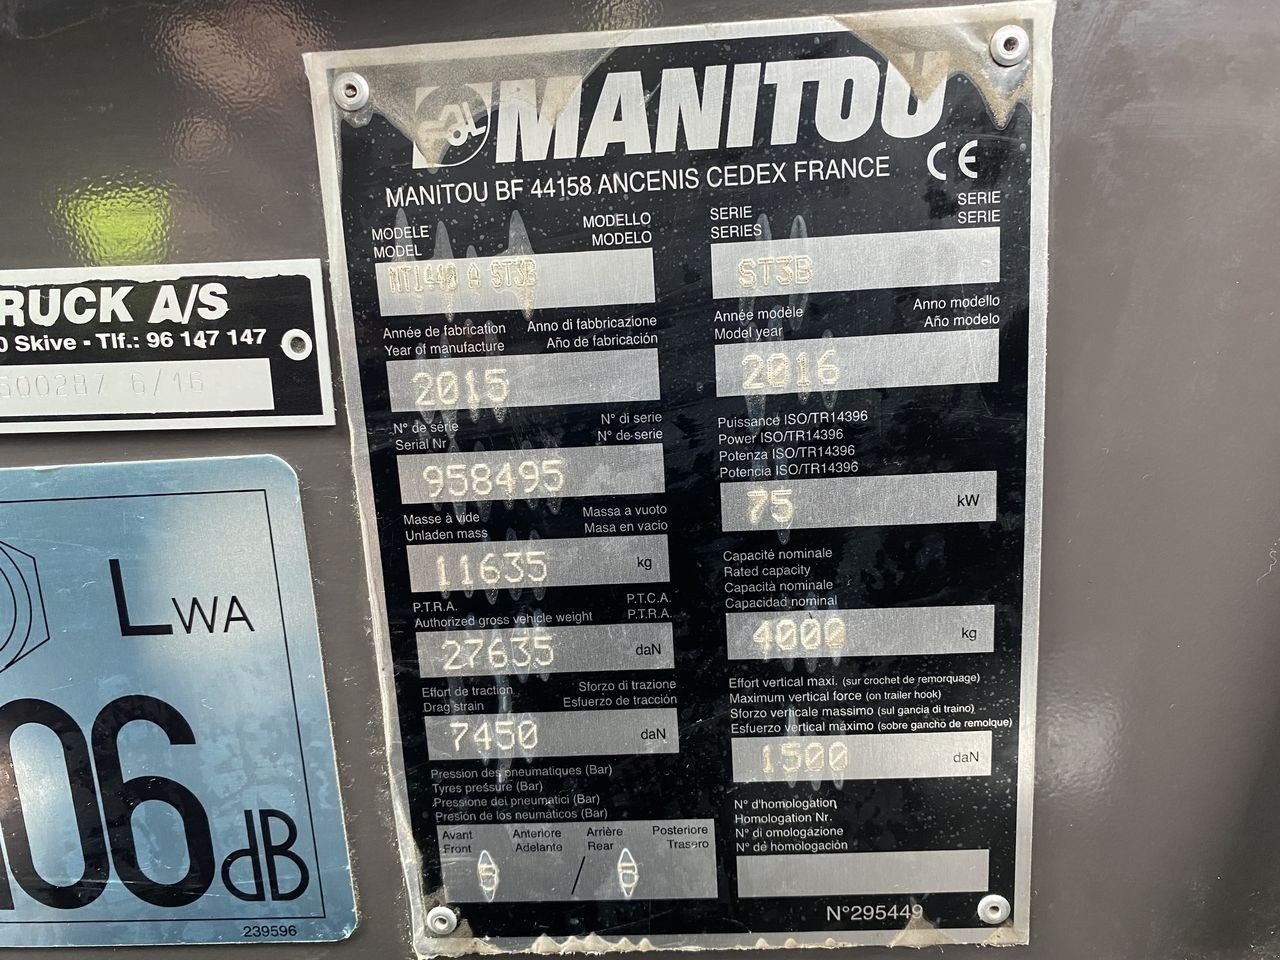 MANITOU
MANITOU BF 44158 ANCENIS CEDEX FRANCE
CE
MODÈLE MODELLO
MODEL MODELO
MT1440 A ST3B
SERIE SERIE
SERIES SERIE
ST3B
Année de fabrication Anno di fabbricazione
Year of manufacture Año de fabricación
2015
Année modèle Anno modello
Model year Año modelo
2016
N° de série N° di serie
Serial Nr N° de serie
958495
Puissance ISO/TR14396
Power ISO/TR14396
Potenza ISO/TR14396
Potencia ISO/TR14396
75 kW
Masse à vide Massa a vuoto
Unladen mass Masa en vacio
11635 kg
Capacité nominale
Rated capacity
Capacità nominale
Capacidad nominal
4000 kg
P.T.R.A. P.T.C.A.
Authorized gross vehicle weight P.T.R.A.
27635 daN
Effort de traction Sforzo di trazione
Drag strain Esfuerzo de tracción
7450 daN
Effort vertical maxi. (sur crochet de remorquage)
Maximum vertical force (on trailer hook)
Sforzo verticale massimo (sul gancia di traino)
Esfuerzo vertical máximo (sobre gancho de remolque)
1500 daN
Pression des pneumatiques (Bar)
Tyres pressure (Bar)
Pressione dei pneumatici (Bar)
Presión de los neumáticos (Bar)
Avant Anteriore Arrière Posteriore
Front Adelante Rear Trasero
/
N° d'homologation
Homologation Nr.
N° di omologazione
N° de homologación
N°295449
RUCK A/S
0 Skive - Tlf.: 96 147 147
500287 6/16
LWA
106 dB
239596